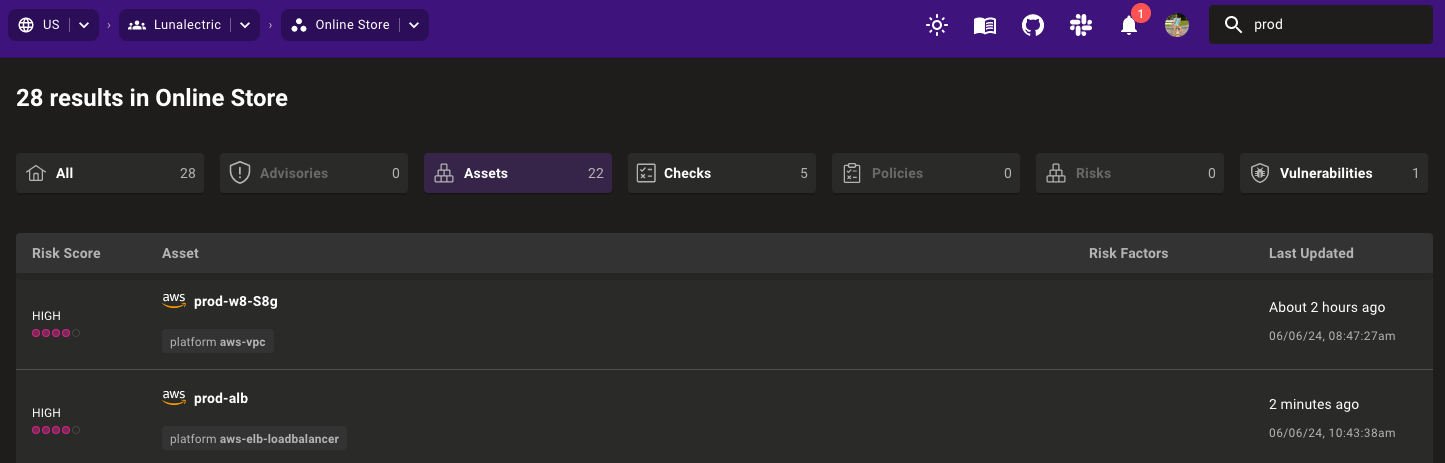 US › Lunalectric › Online Store 1 prod
28 results in Online Store
All 28 Advisories 0 Assets 22 Checks 5 Policies 0 Risks 0 Vulnerabilities 1
Risk Score Asset Risk Factors Last Updated
aws prod-w8-S8g
HIGH About 2 hours ago
platform aws-vpc 06/06/24, 08:47:27am
aws prod-alb
HIGH 2 minutes ago
platform aws-elb-loadbalancer 06/06/24, 10:43:38am